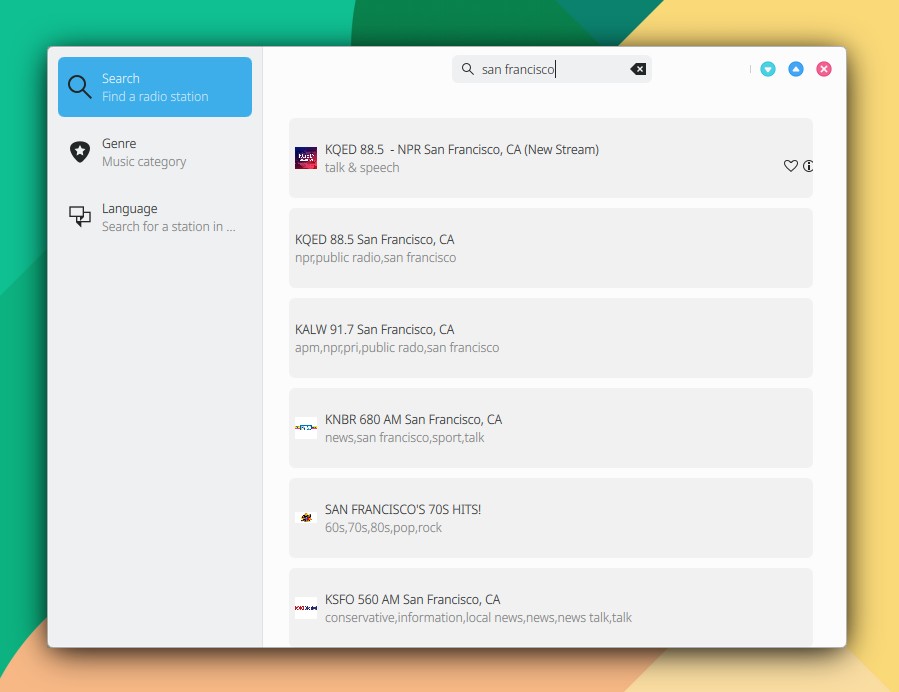 Search
Find a radio station
Genre
Music category
Language
Search for a station in ...
san francisco
KQED 88.5  - NPR San Francisco, CA (New Stream)
talk & speech
KQED 88.5 San Francisco, CA
npr,public radio,san francisco
KALW 91.7 San Francisco, CA
apm,npr,pri,public rado,san francisco
KNBR 680 AM San Francisco, CA
news,san francisco,sport,talk
SAN FRANCISCO'S 70S HITS!
60s,70s,80s,pop,rock
KSFO 560 AM San Francisco, CA
conservative,information,local news,news,news talk,talk